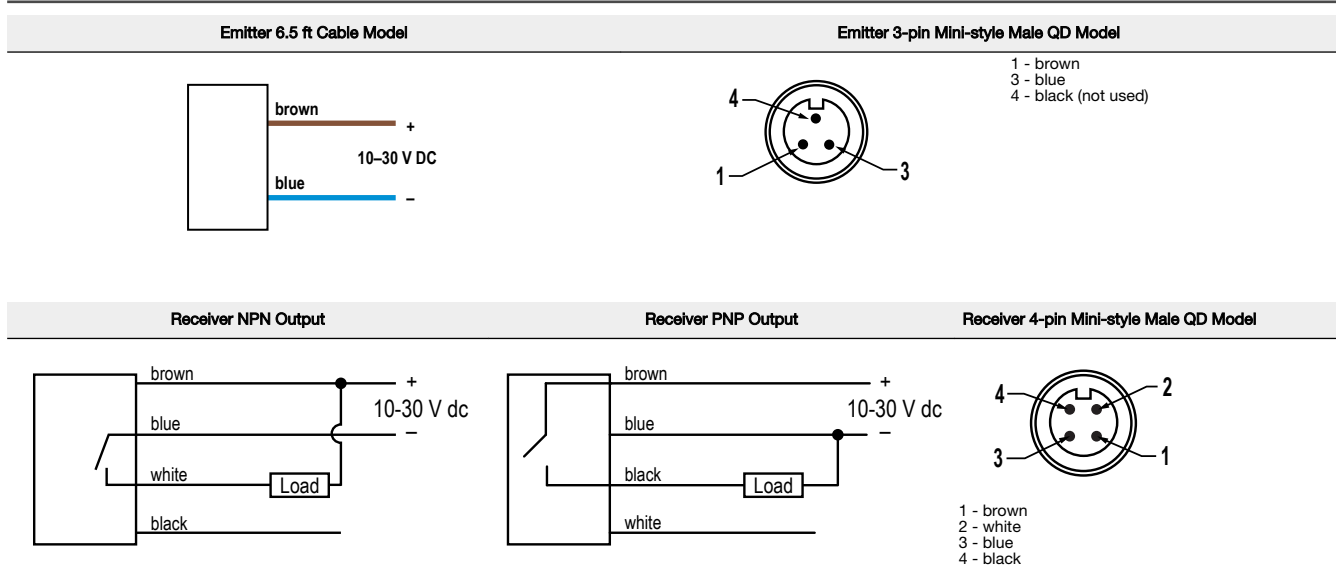 Emitter 6.5 ft Cable Model
Emitter 3-pin Mini-style Male QD Model
brown
+
10–30 V DC
blue
–
4
1
3
1 - brown
3 - blue
4 - black (not used)
Receiver NPN Output
Receiver PNP Output
Receiver 4-pin Mini-style Male QD Model
brown
+
10-30 V dc
blue
–
white
Load
black
brown
+
10-30 V dc
blue
–
black
Load
white
4
2
3
1
1 - brown
2 - white
3 - blue
4 - black